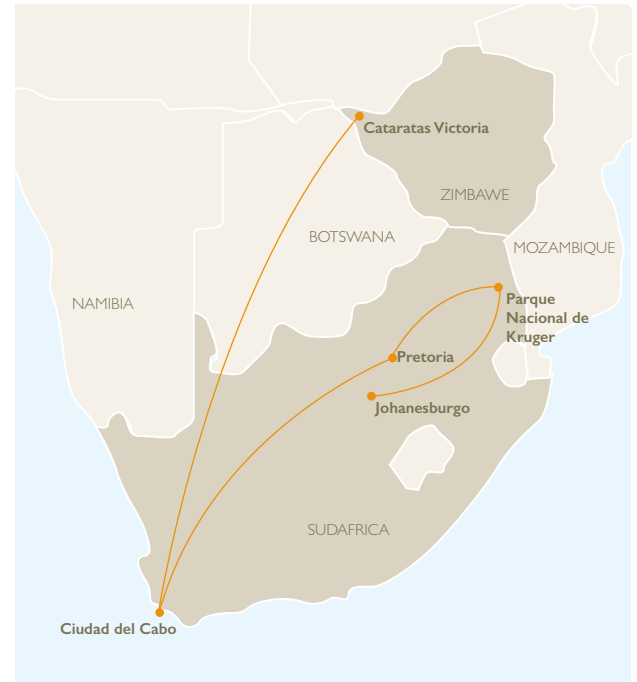 Cataratas Victoria
ZIMBAWE
BOTSWANA
MOZAMBIQUE
NAMIBIA
Parque
Nacional de
Kruger
Pretoria
Johanesburgo
SUDAFRICA
Ciudad del Cabo